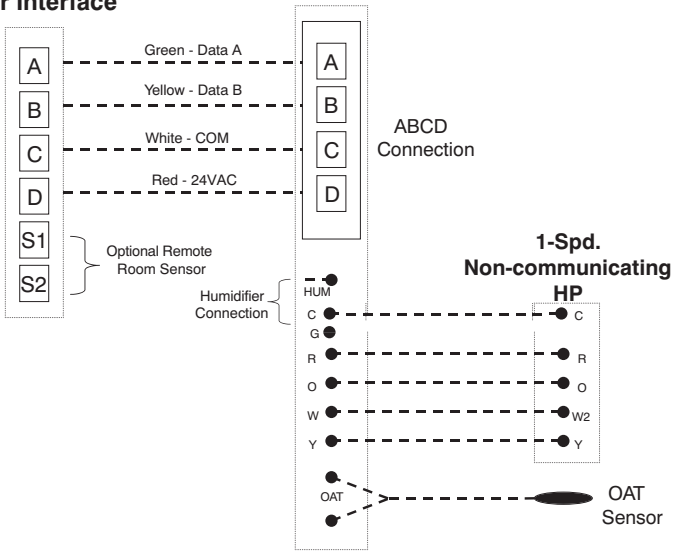 r Interface
A
B
C
D
S1
S2
Green - Data A
Yellow - Data B
White - COM
Red - 24VAC
Optional Remote
Room Sensor
A
B
C
D
ABCD
Connection
Humidifier
Connection
HUM
C
G
R
O
W
Y
OAT
1-Spd.
Non-communicating
HP
C
R
O
W2
Y
OAT
Sensor